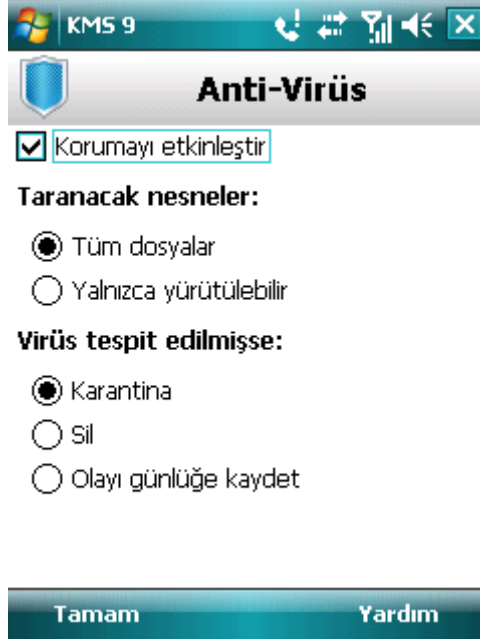 KMS 9
Anti-Virüs
Korumayı etkinleştir
Taranacak nesneler:
Tüm dosyalar
Yalnızca yürütülebilir
Virüs tespit edilmişse:
Karantina
Sil
Olayı günlüğe kaydet
Tamam Yardım